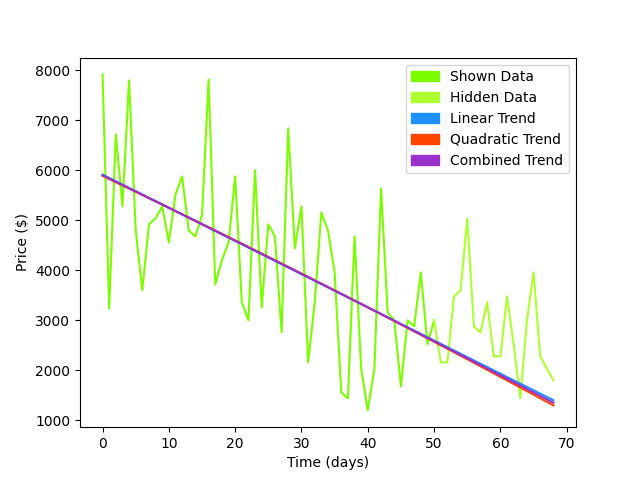 8000
7000
6000
5000
4000
3000
2000
1000
Price ($)
0 10 20 30 40 50 60 70
Time (days)
Shown Data
Hidden Data
Linear Trend
Quadratic Trend
Combined Trend